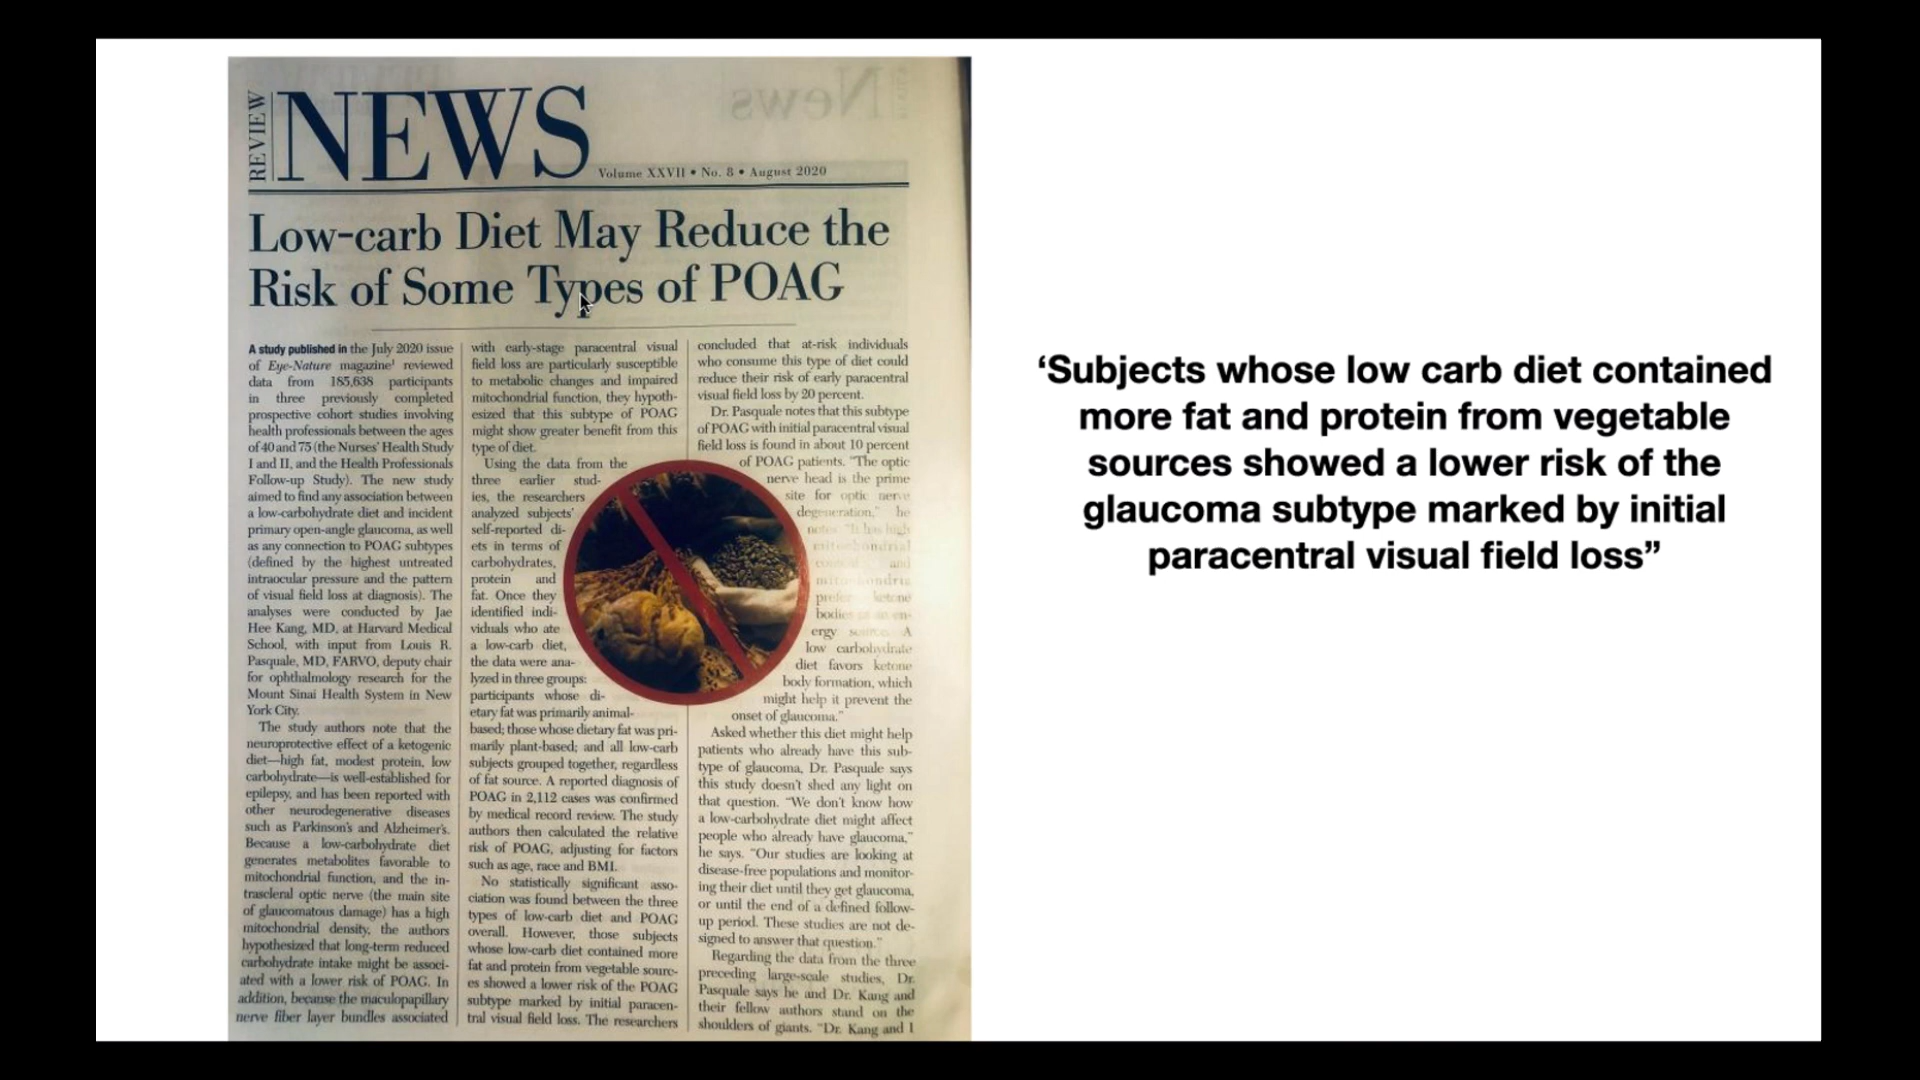 REVIEW
NEWS
Volume XXVII • No. 8 • August 2020
Low-carb Diet May Reduce the
Risk of Some Types of POAG
A study published in the July 2020 issue
of Eye-Nature magazine¹ reviewed
data from 185,638 participants
in three previously completed
prospective cohort studies involving
health professionals between the ages
of 40 and 75 (the Nurses' Health Study
I and II, and the Health Professionals
Follow-up Study). The new study
aimed to find any association between
a low-carbohydrate diet and incident
primary open-angle glaucoma, as well
as any connection to POAG subtypes
(defined by the highest untreated
intraocular pressure and the pattern
of visual field loss at diagnosis). The
analyses were conducted by Jae
Hee Kang, MD, at Harvard Medical
School, with input from Louis R.
Pasquale, MD, FARVO, deputy chair
for ophthalmology research for the
Mount Sinai Health System in New
York City.
The study authors note that the
neuroprotective effect of a ketogenic
diet—high fat, modest protein, low
carbohydrate—is well-established for
epilepsy, and has been reported with
other neurodegenerative diseases
such as Parkinson's and Alzheimer's.
Because a low-carbohydrate diet
generates metabolites favorable to
mitochondrial function, and the in-
trascleral optic nerve (the main site
of glaucomatous damage) has a high
mitochondrial density, the authors
hypothesized that long-term reduced
carbohydrate intake might be associ-
ated with a lower risk of POAG. In
addition, because the maculopapillary
nerve fiber layer bundles associated
with early-stage paracentral visual
field loss are particularly susceptible
to metabolic changes and impaired
mitochondrial function, they hypoth-
esized that this subtype of POAG
might show greater benefit from this
type of diet.
Using the data from the
three earlier stud-
ies, the researchers
analyzed subjects'
self-reported di-
ets in terms of
carbohydrates,
protein and
fat. Once they
identified indi-
viduals who ate
a low-carb diet,
the data were ana-
lyzed in three groups:
participants whose di-
etary fat was primarily animal-
based; those whose dietary fat was pri-
marily plant-based; and all low-carb
subjects grouped together, regardless
of fat source. A reported diagnosis of
POAG in 2,112 cases was confirmed
by medical record review. The study
authors then calculated the relative
risk of POAG, adjusting for factors
such as age, race and BMI.
No statistically significant asso-
ciation was found between the three
types of low-carb diet and POAG
overall. However, those subjects
whose low-carb diet contained more
fat and protein from vegetable sourc-
es showed a lower risk of the POAG
subtype marked by initial paracen-
tral visual field loss. The researchers
concluded that at-risk individuals
who consume this type of diet could
reduce their risk of early paracentral
visual field loss by 20 percent.
Dr. Pasquale notes that this subtype
of POAG with initial paracentral visual
field loss is found in about 10 percent
of POAG patients. "The optic
nerve head is the prime
site for optic nerve
degeneration," he
notes. "It has high
mitochondrial
content and
mitochondria
prefer ketone
bodies as an en-
ergy source. A
low carbohydrate
diet favors ketone
body formation, which
might help it prevent the
onset of glaucoma."
Asked whether this diet might help
patients who already have this sub-
type of glaucoma, Dr. Pasquale says
this study doesn't shed any light on
that question. "We don't know how
a low-carbohydrate diet might affect
people who already have glaucoma,"
he says. "Our studies are looking at
disease-free populations and monitor-
ing their diet until they get glaucoma,
or until the end of a defined follow-
up period. These studies are not de-
signed to answer that question."
Regarding the data from the three
preceding large-scale studies, Dr.
Pasquale says he and Dr. Kang and
their fellow authors stand on the
shoulders of giants. "Dr. Kang and I
‘Subjects whose low carb diet contained
more fat and protein from vegetable
sources showed a lower risk of the
glaucoma subtype marked by initial
paracentral visual field loss”